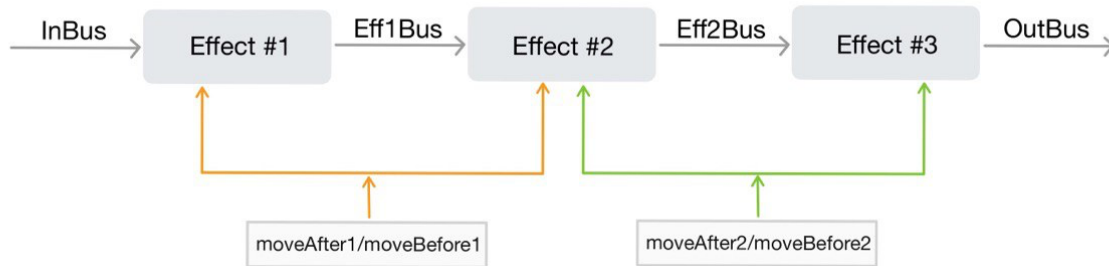 InBus
Effect #1
Eff1Bus
Effect #2
Eff2Bus
Effect #3
OutBus
moveAfter1/moveBefore1
moveAfter2/moveBefore2